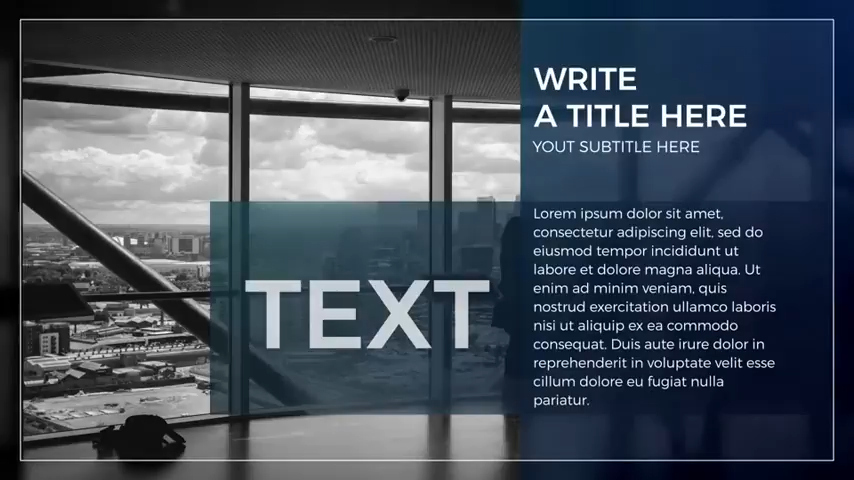 WRITE
A TITLE HERE
YOUT SUBTITLE HERE
TEXT
Lorem ipsum dolor sit amet,
consectetur adipiscing elit, sed do
eiusmod tempor incididunt ut
labore et dolore magna aliqua. Ut
enim ad minim veniam, quis
nostrud exercitation ullamco laboris
nisi ut aliquip ex ea commodo
consequat. Duis aute irure dolor in
reprehenderit in voluptate velit esse
cillum dolore eu fugiat nulla
pariatur.